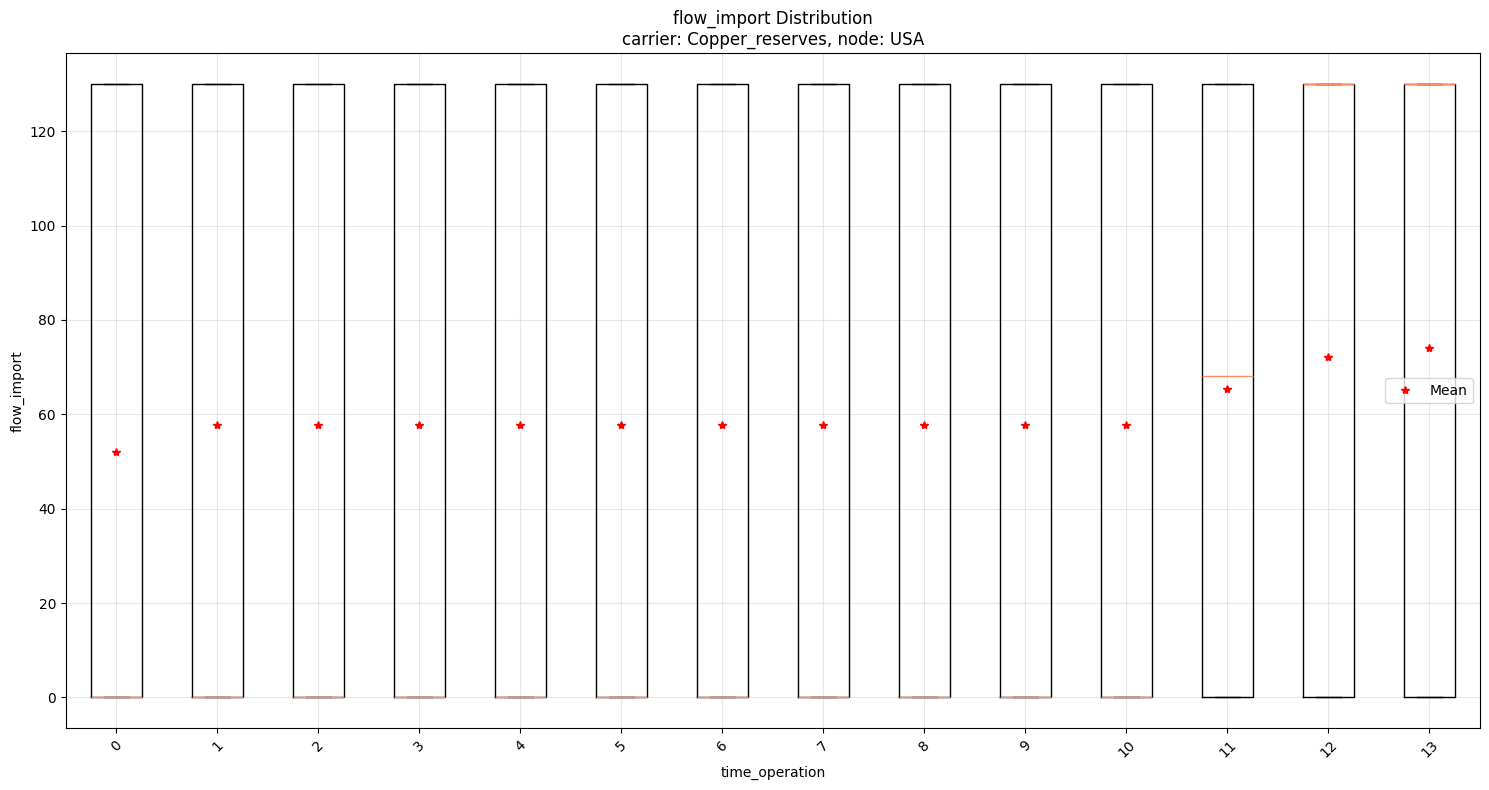 flow_import Distribution
carrier: Copper_reserves, node: USA
flow_import
120
100
80
60
40
20
0
Mean
0 1 2 3 4 5 6 7 8 9 10 11 12 13
time_operation